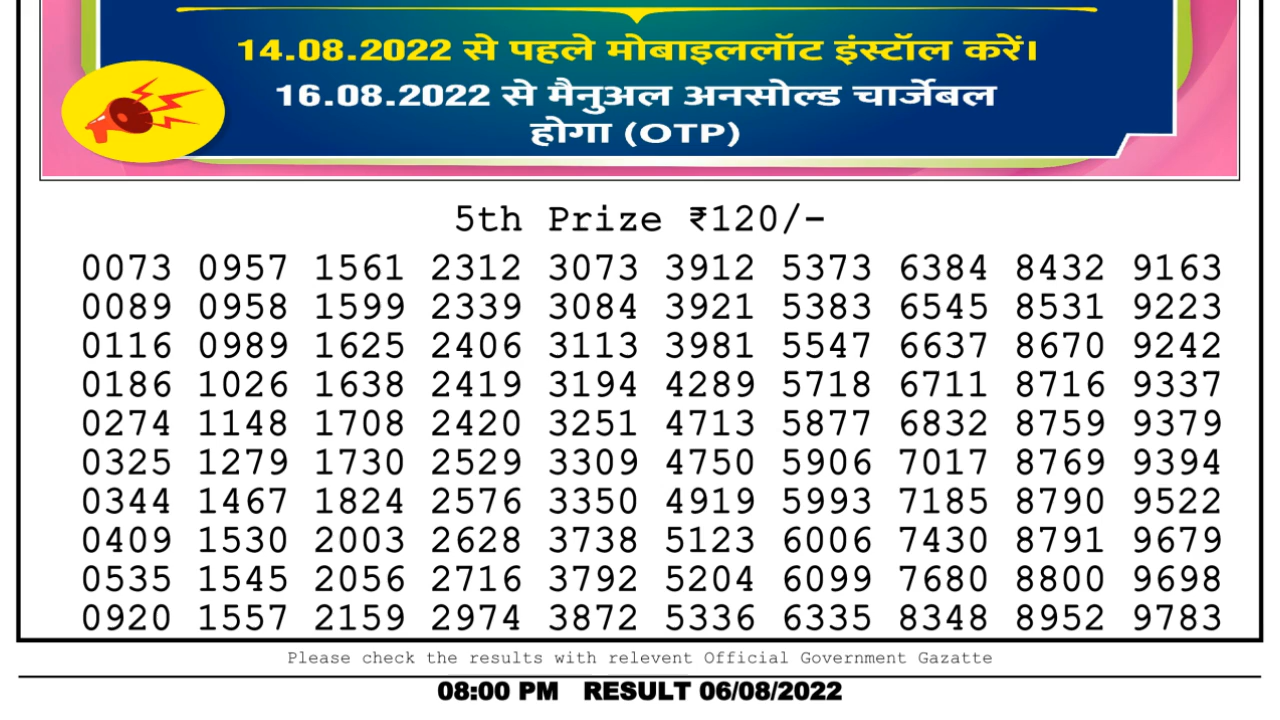 14.08.2022 से पहले मोबाइललॉट इंस्टॉल करें।
16.08.2022 से मैनुअल अनसोल्ड चार्जेबल
होगा (OTP)
5th Prize ₹120/-
0073 0957 1561 2312 3073 3912 5373 6384 8432 9163
0089 0958 1599 2339 3084 3921 5383 6545 8531 9223
0116 0989 1625 2406 3113 3981 5547 6637 8670 9242
0186 1026 1638 2419 3194 4289 5718 6711 8716 9337
0274 1148 1708 2420 3251 4713 5877 6832 8759 9379
0325 1279 1730 2529 3309 4750 5906 7017 8769 9394
0344 1467 1824 2576 3350 4919 5993 7185 8790 9522
0409 1530 2003 2628 3738 5123 6006 7430 8791 9679
0535 1545 2056 2716 3792 5204 6099 7680 8800 9698
0920 1557 2159 2974 3872 5336 6335 8348 8952 9783
Please check the results with relevent Official Government Gazatte
08:00 PM RESULT 06/08/2022